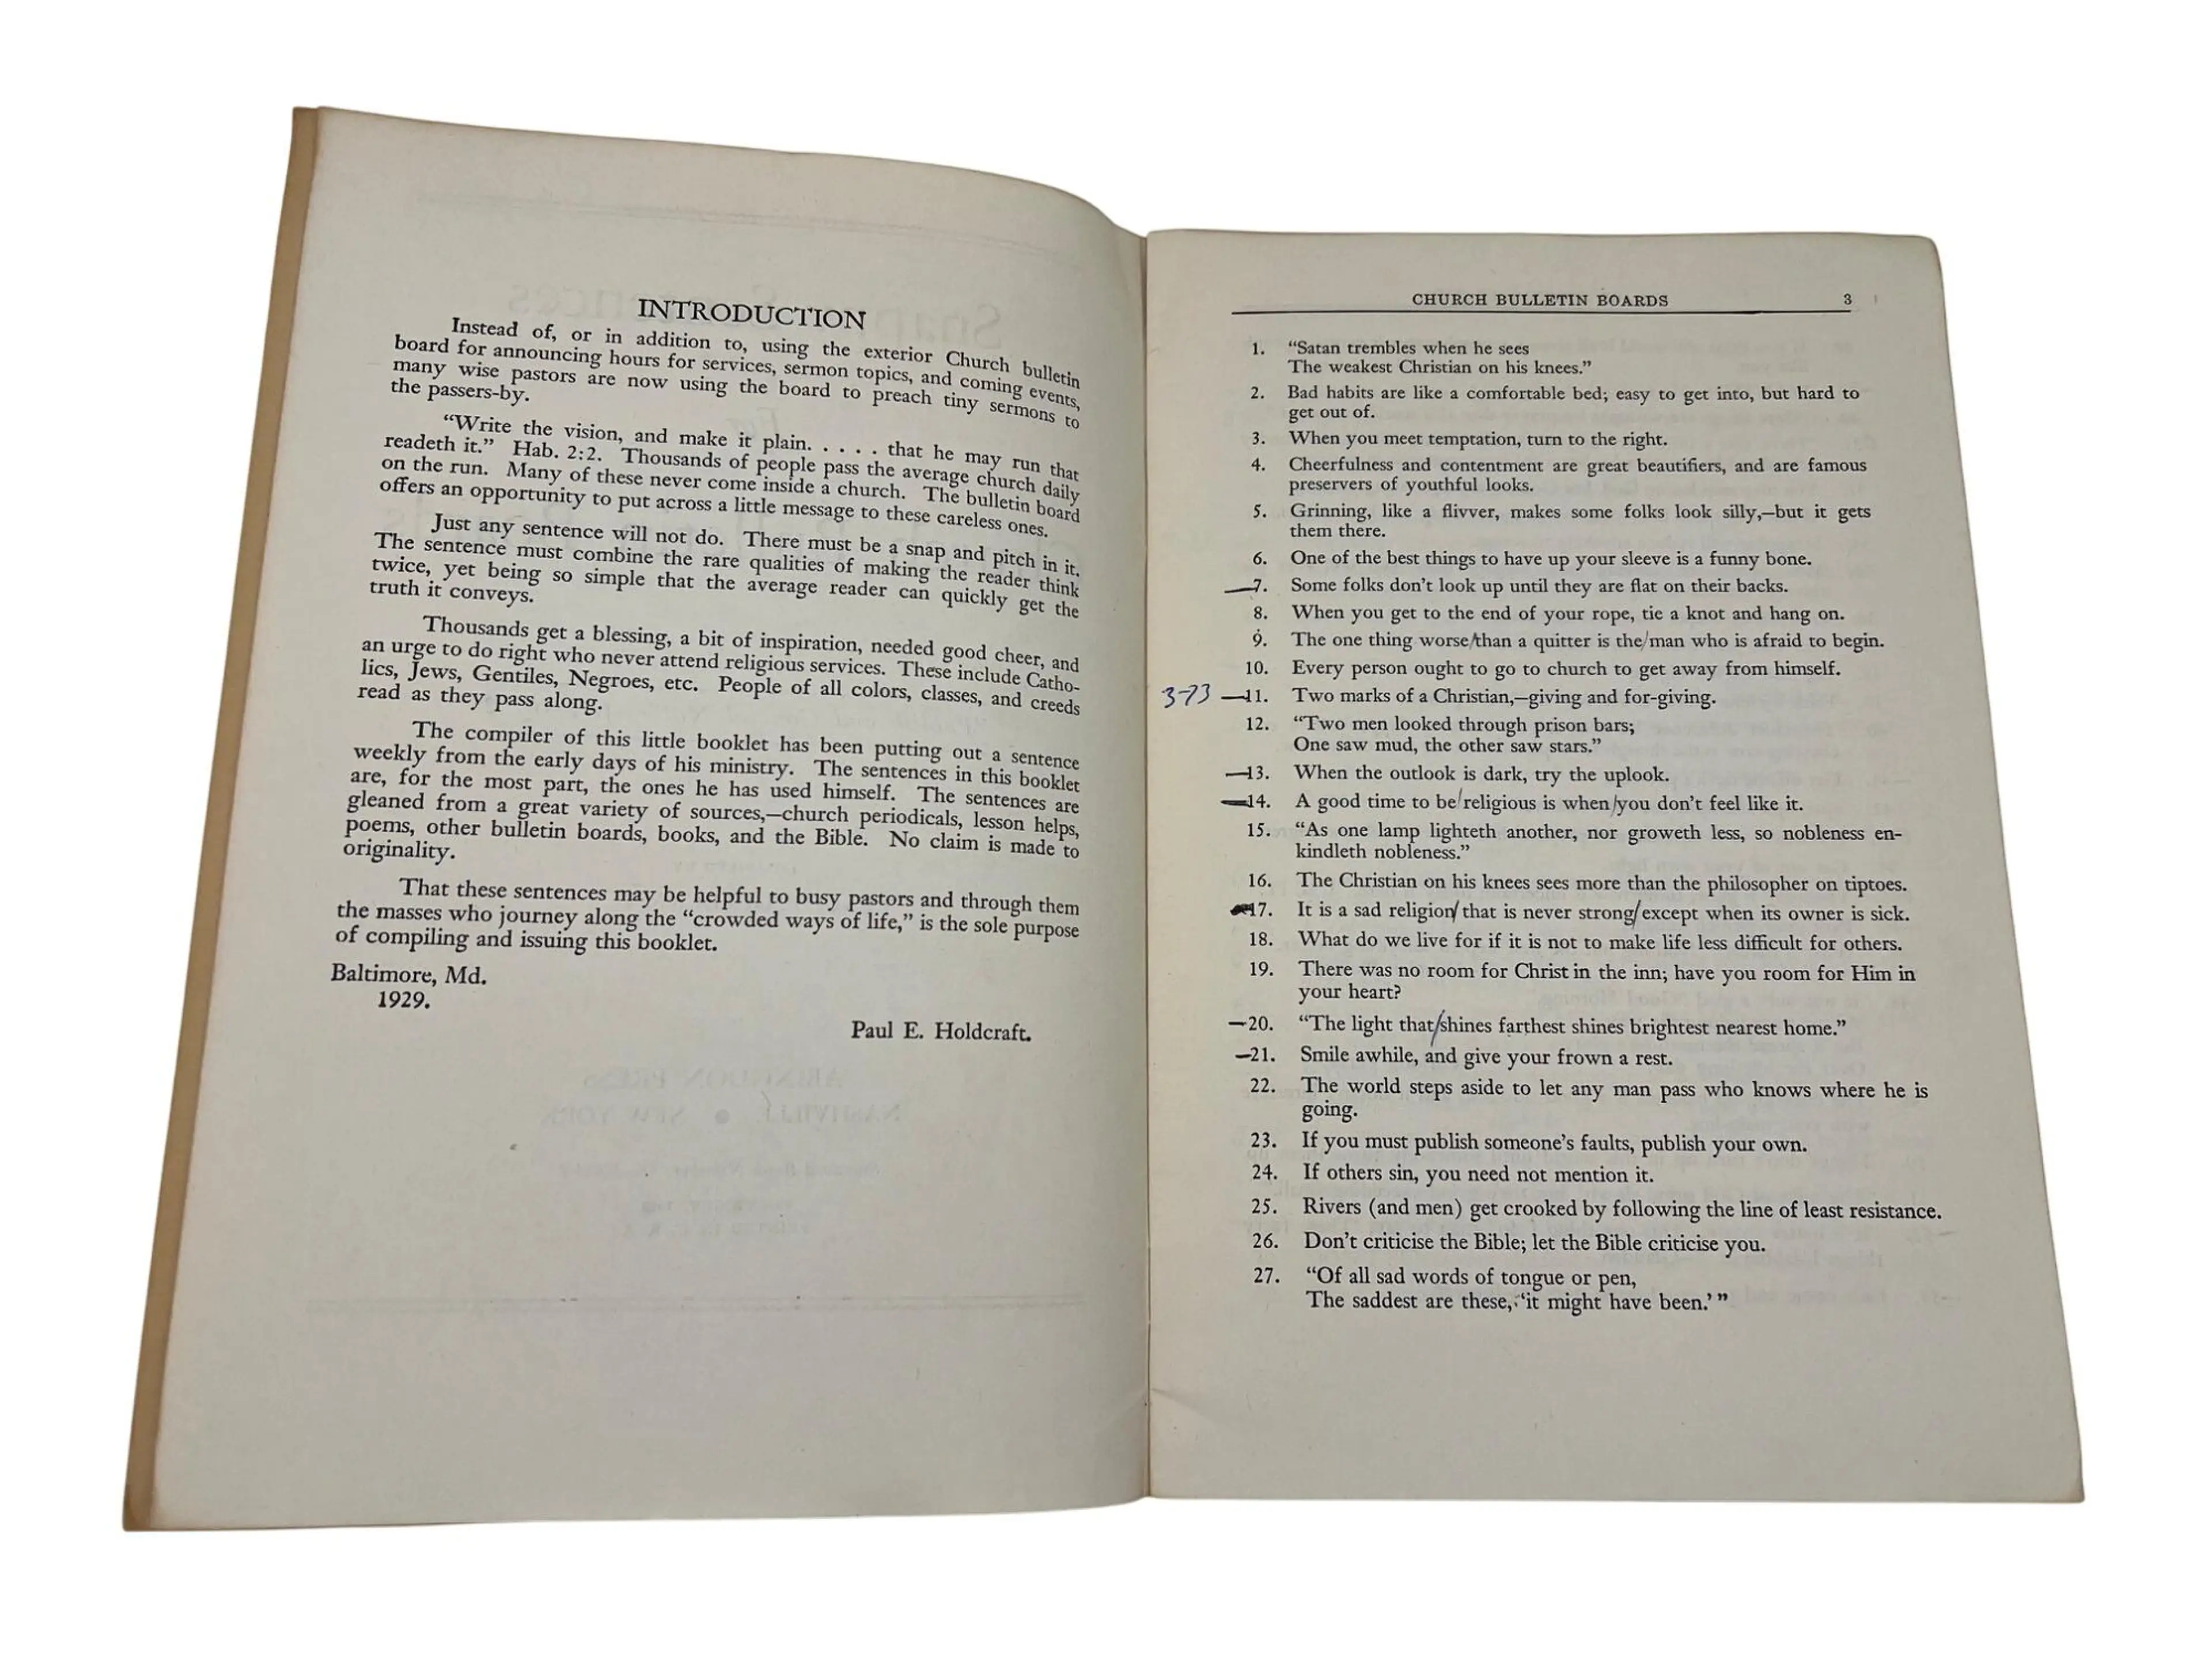 INTRODUCTION
Instead of, or in addition to, using the exterior Church bulletin
board for announcing hours for services, sermon topics, and coming events,
many wise pastors are now using the board to preach tiny sermons to
the passers-by.
“Write the vision, and make it plain. . . . . that he may run that
readeth it.” Hab. 2:2. Thousands of people pass the average church daily
on the run. Many of these never come inside a church. The bulletin board
offers an opportunity to put across a little message to these careless ones.
Just any sentence will not do. There must be a snap and pitch in it.
The sentence must combine the rare qualities of making the reader think
twice, yet being so simple that the average reader can quickly get the
truth it conveys.
Thousands get a blessing, a bit of inspiration, needed good cheer, and
an urge to do right who never attend religious services. These include Catho-
lics, Jews, Gentiles, Negroes, etc. People of all colors, classes, and creeds
read as they pass along.
The compiler of this little booklet has been putting out a sentence
weekly from the early days of his ministry. The sentences in this booklet
are, for the most part, the ones he has used himself. The sentences are
gleaned from a great variety of sources,—church periodicals, lesson helps,
poems, other bulletin boards, books, and the Bible. No claim is made to
originality.
That these sentences may be helpful to busy pastors and through them
the masses who journey along the “crowded ways of life,” is the sole purpose
of compiling and issuing this booklet.
Baltimore, Md.
1929.
Paul E. Holdcraft.
CHURCH BULLETIN BOARDS 3
1. “Satan trembles when he sees
The weakest Christian on his knees.”
2. Bad habits are like a comfortable bed; easy to get into, but hard to
get out of.
3. When you meet temptation, turn to the right.
4. Cheerfulness and contentment are great beautifiers, and are famous
preservers of youthful looks.
5. Grinning, like a flivver, makes some folks look silly,—but it gets
them there.
6. One of the best things to have up your sleeve is a funny bone.
7. Some folks don’t look up until they are flat on their backs.
8. When you get to the end of your rope, tie a knot and hang on.
9. The one thing worse/than a quitter is the/man who is afraid to begin.
10. Every person ought to go to church to get away from himself.
3-73 —11. Two marks of a Christian,—giving and for-giving.
12. “Two men looked through prison bars;
One saw mud, the other saw stars.”
—13. When the outlook is dark, try the uplook.
—14. A good time to be/religious is when/you don’t feel like it.
15. “As one lamp lighteth another, nor groweth less, so nobleness en-
kindleth nobleness.”
16. The Christian on his knees sees more than the philosopher on tiptoes.
17. It is a sad religion/that is never strong/except when its owner is sick.
18. What do we live for if it is not to make life less difficult for others.
19. There was no room for Christ in the inn; have you room for Him in
your heart?
—20. “The light that/shines farthest shines brightest nearest home.”
—21. Smile awhile, and give your frown a rest.
22. The world steps aside to let any man pass who knows where he is
going.
23. If you must publish someone’s faults, publish your own.
24. If others sin, you need not mention it.
25. Rivers (and men) get crooked by following the line of least resistance.
26. Don’t criticise the Bible; let the Bible criticise you.
27. “Of all sad words of tongue or pen,
The saddest are these, ‘it might have been.’ ”